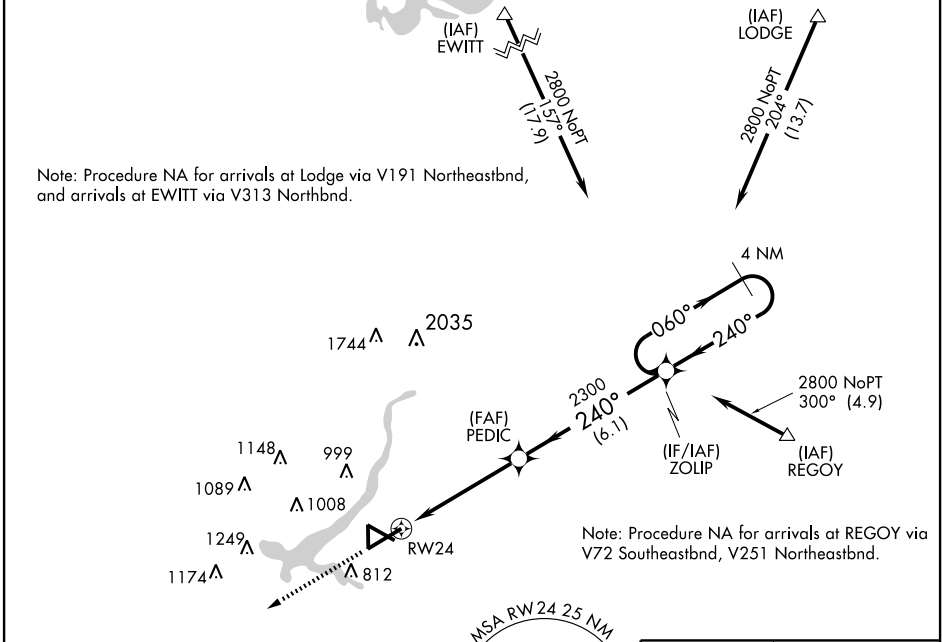 (IAF)
EWITT
(IAF)
LODGE
2800 NoPT
157°
(17.9)
2800 NoPT
204°
(13.7)
Note: Procedure NA for arrivals at Lodge via V191 Northeastbnd,
and arrivals at EWITT via V313 Northbnd.
4 NM
060°
240°
1744
2035
2300
240°
(6.1)
2800 NoPT
300° (4.9)
(FAF)
PEDIC
(IF/IAF)
ZOLIP
(IAF)
REGOY
1148
999
1089
1008
1249
RW24
Note: Procedure NA for arrivals at REGOY via
V72 Southeastbnd, V251 Northeastbnd.
1174
812
MSA RW24 25 NM